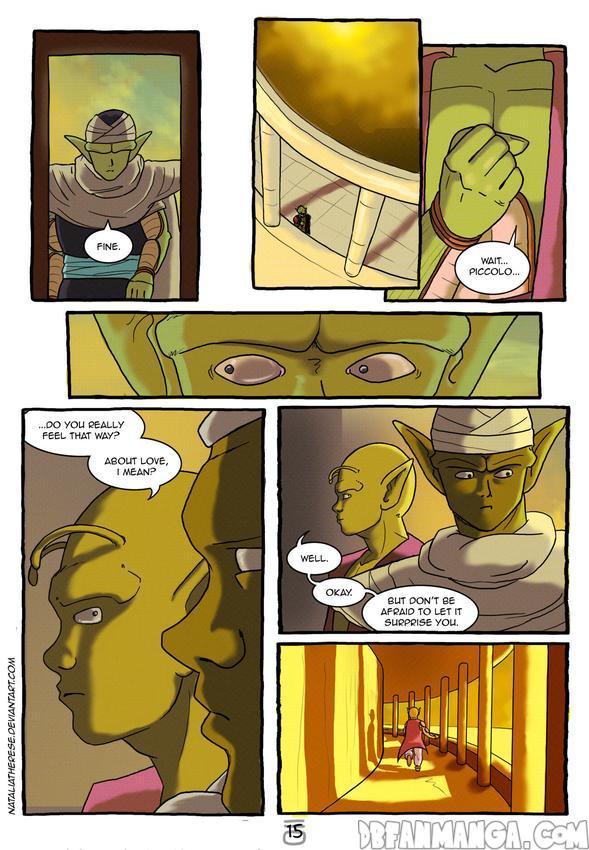 FINE.
WAIT...
PICCOLO...
...DO YOU REALLY
FEEL THAT WAY?
ABOUT LOVE,
I MEAN?
WELL.
OKAY.
BUT DON'T BE
AFRAID TO LET IT
SURPRISE YOU.
NATALIATHERESE.DEVIANTART.COM
15
DBFANMANGA.COM